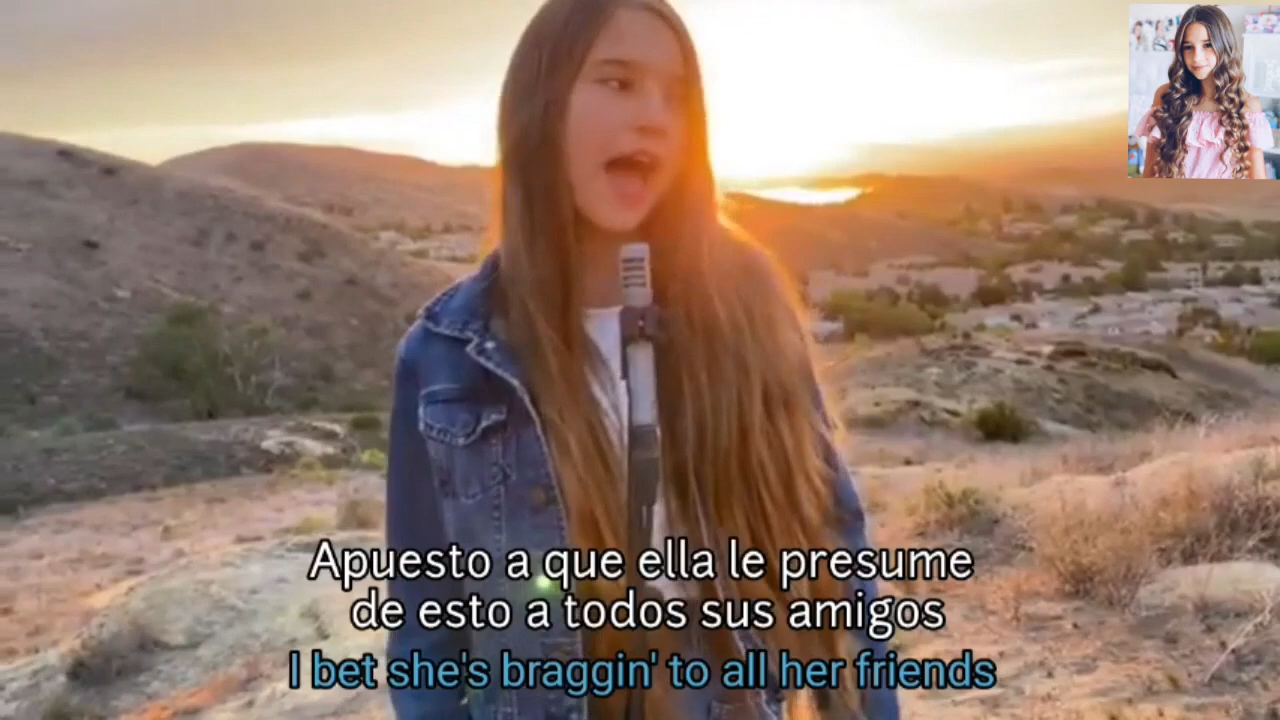 Apuesto a que ella le presume
de esto a todos sus amigos
I bet she's braggin' to all her friends